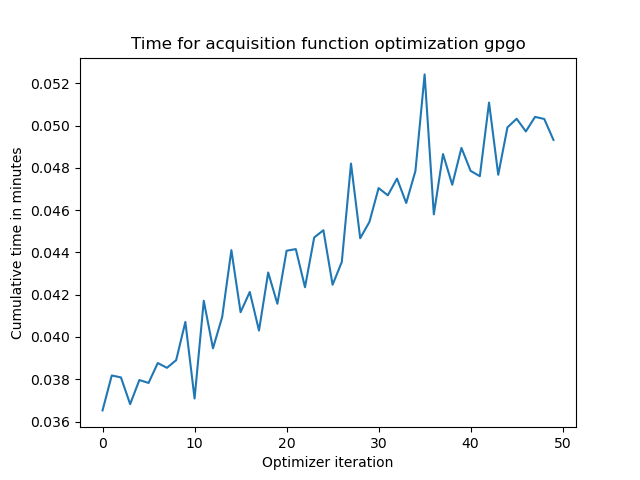 Time for acquisition function optimization gpgo
Cumulative time in minutes
0.052
0.050
0.048
0.046
0.044
0.042
0.040
0.038
0.036
0 10 20 30 40 50
Optimizer iteration